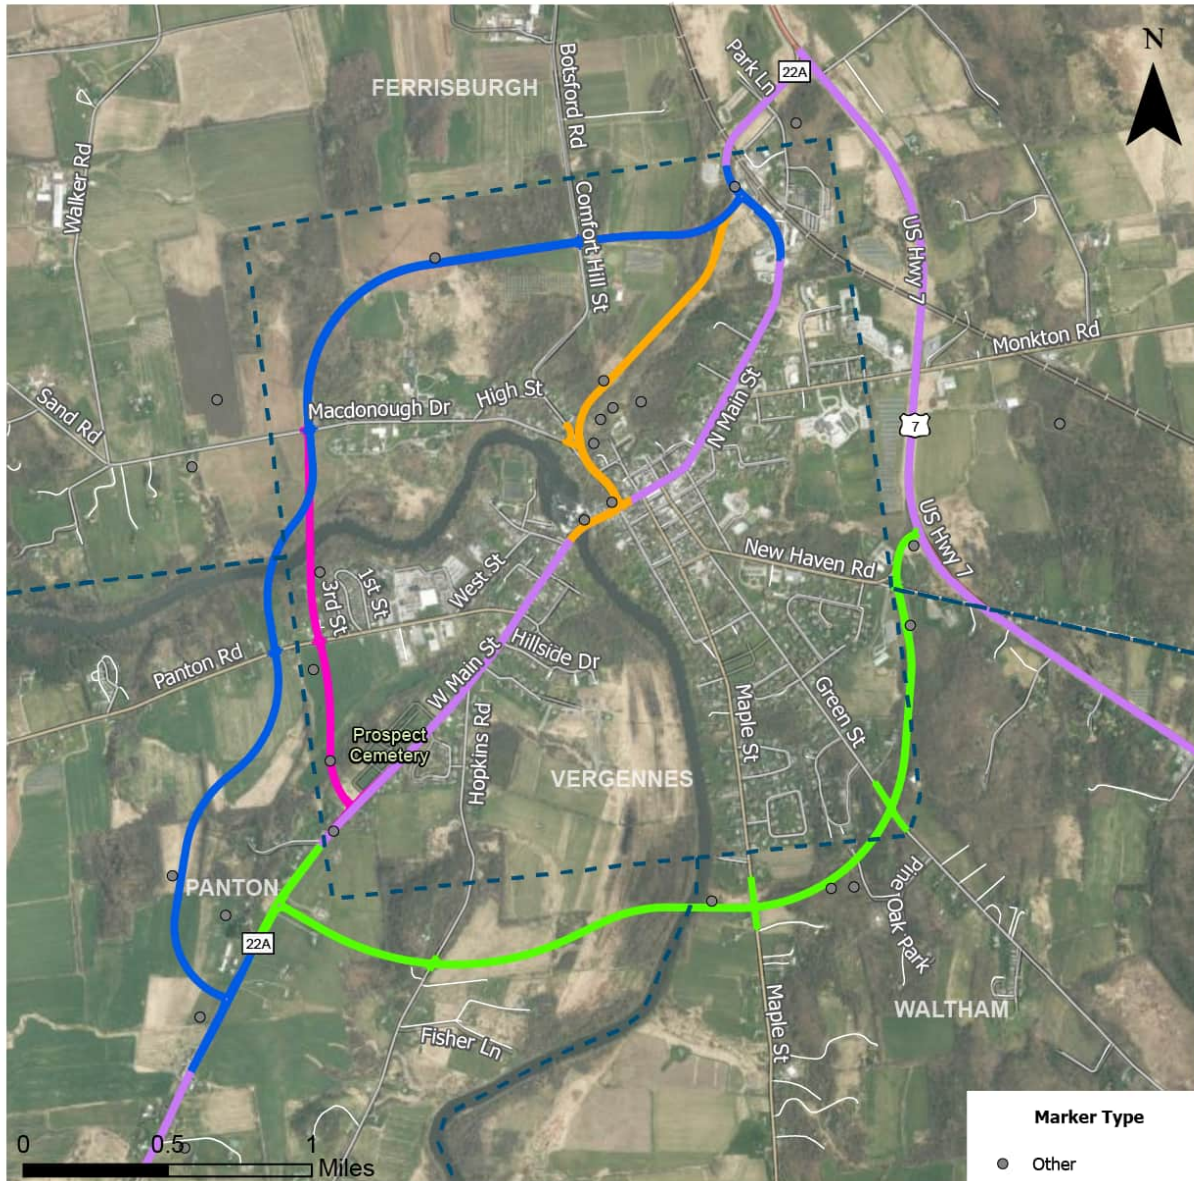 N
22A
Park Ln
FERRISBURGH
Botsford Rd
Walker Rd
Comfort Hill St
US Hwy 7
Monkton Rd
Sand Rd
High St
Macdonough Dr
N Main St
7
US Hwy 7
New Haven Rd
West St
1st St
3rd St
Hillside Dr
Panton Rd
W Main St
Green St
Maple St
Hopkins Rd
Prospect
Cemetery
VERGENNES
PANTON
Pine Oak Park
22A
Maple St
WALTHAM
Fisher Ln
0 0.5 1
Miles
Marker Type
Other